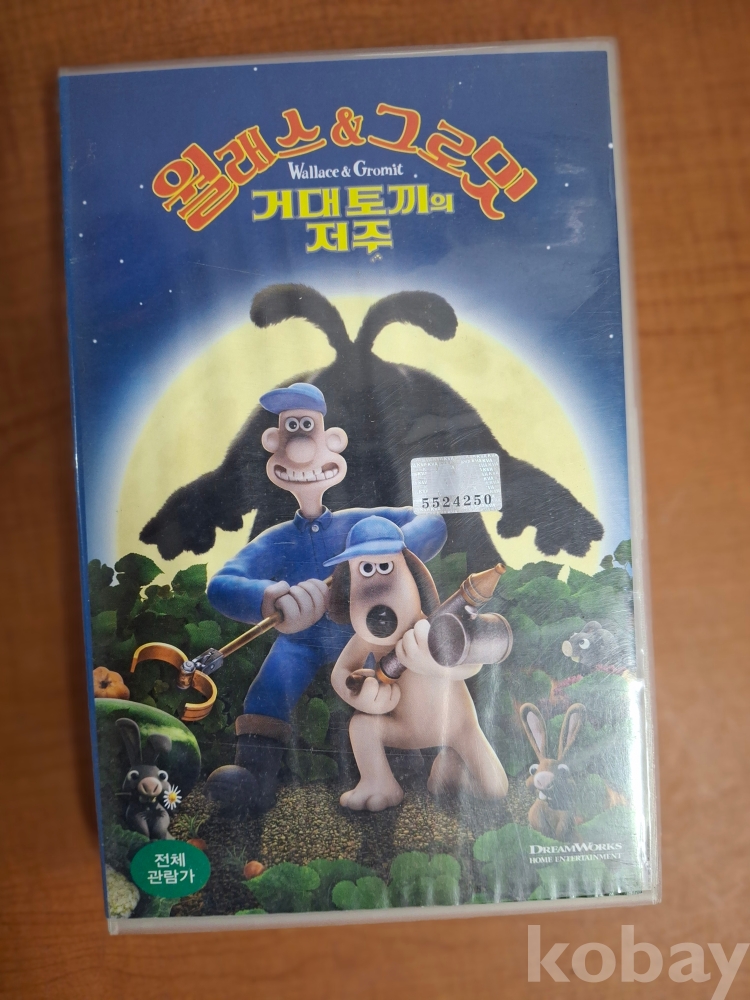 월래스 & 그로밋
Wallace & Gromit
거대 토끼의
저주
5524250
전체
관람가
DREAMWORKS
HOME ENTERTAINMENT
kobay